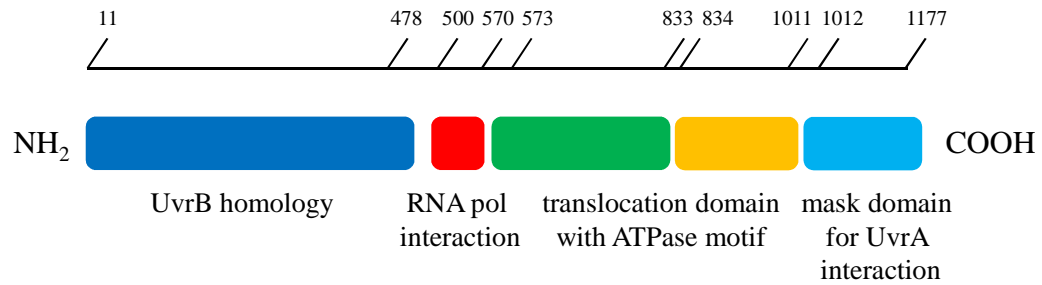 11 478 500 570 573 833 834 1011 1012 1177
NH2 COOH
UvrB homology RNA pol translocation domain mask domain
interaction with ATPase motif for UvrA
interaction